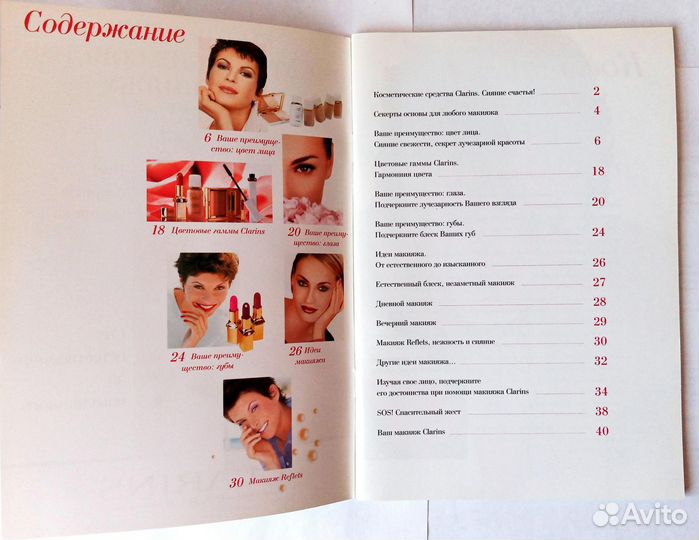 Содержание
6 Ваше преимуще-
ство: цвет лица
18 Цветовые гаммы Clarins
20 Ваше преиму-
щество: глаза
24 Ваше преиму-
щество: губы
26 Идеи
макияжа
30 Макияж Reflets
Косметические средства Clarins. Сияние счастья! 2
Секерты основы для любого макияжа 4
Ваше преимущество: цвет лица.
Сияние свежести, секрет лучезарной красоты 6
Цветовые гаммы Clarins.
Гармония цвета 18
Ваше преимущество: глаза.
Подчеркните лучезарность Вашего взгляда 20
Ваше преимущество: губы.
Подчеркните блеск Ваших губ 24
Идеи макияжа.
От естественного до изысканного 26
Естественный блеск, незаметный макияж 27
Дневной макияж 28
Вечерний макияж 29
Макияж Reflets, нежность и сияние 30
Другие идеи макияжа... 32
Изучая свое лицо, подчеркните
его достоинства при помощи макияжа Clarins 34
SOS! Спасительный жест 38
Ваш макияж Clarins 40
Avito